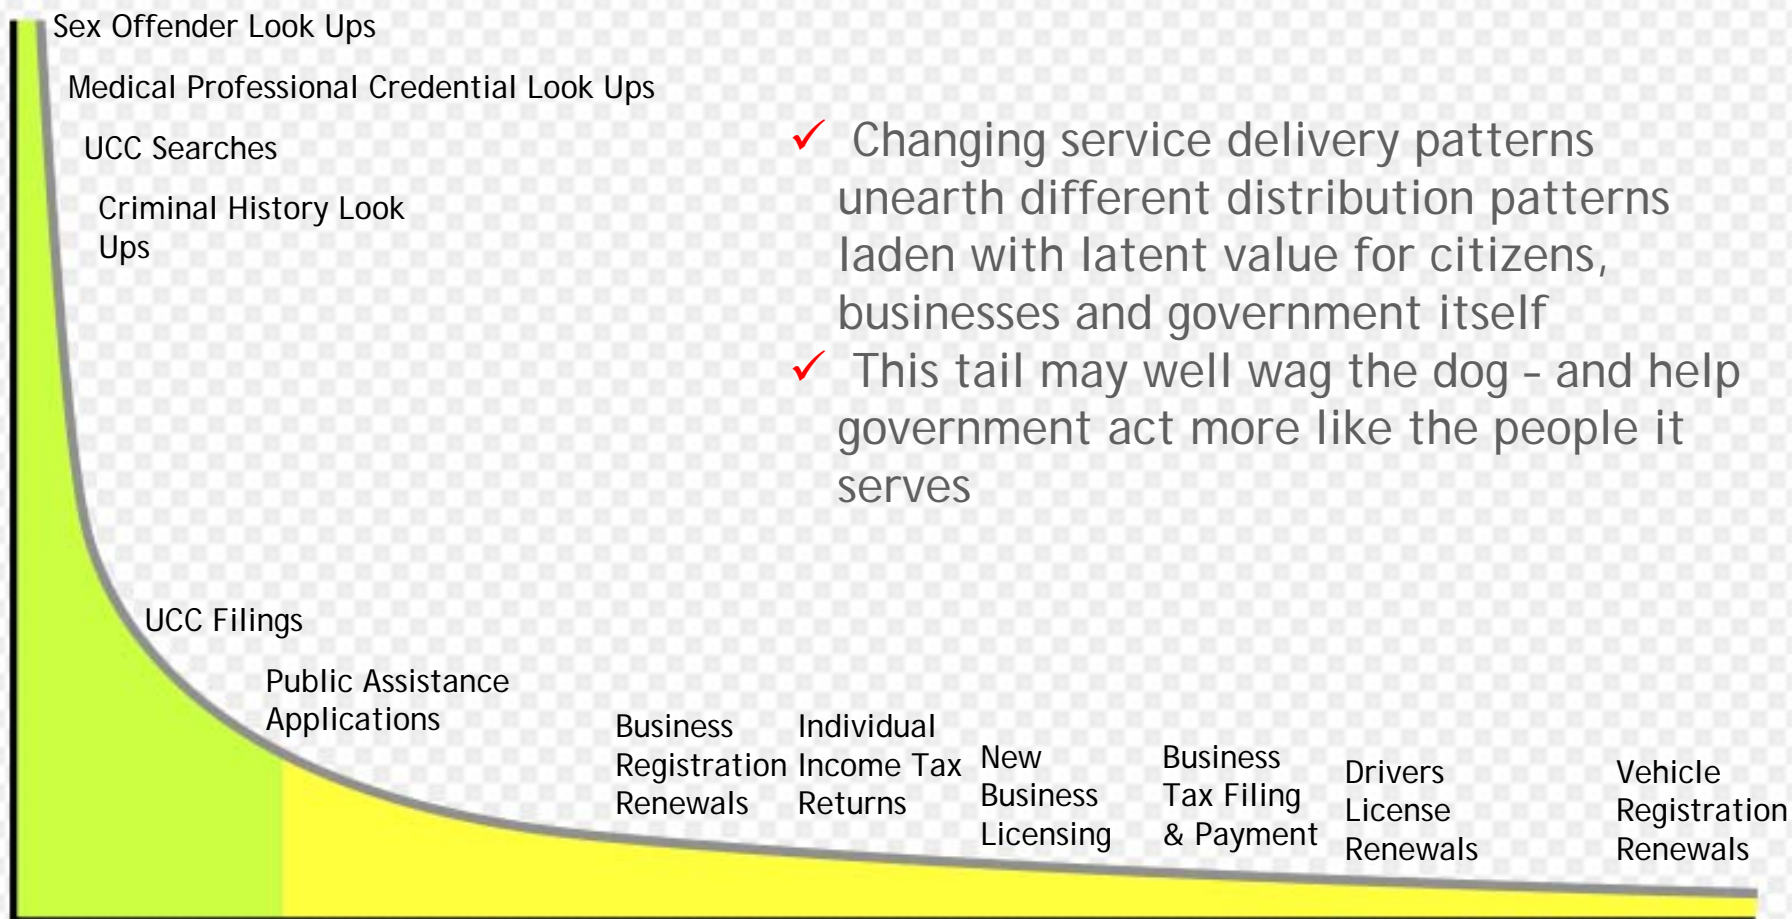 Sex Offender Look Ups
Medical Professional Credential Look Ups
UCC Searches
Criminal History Look
Ups
✓ Changing service delivery patterns
unearth different distribution patterns
laden with latent value for citizens,
businesses and government itself
✓ This tail may well wag the dog – and help
government act more like the people it
serves
UCC Filings
Public Assistance
Applications
Business
Registration
Renewals
Individual
Income Tax
Returns
New
Business
Licensing
Business
Tax Filing
& Payment
Drivers
License
Renewals
Vehicle
Registration
Renewals